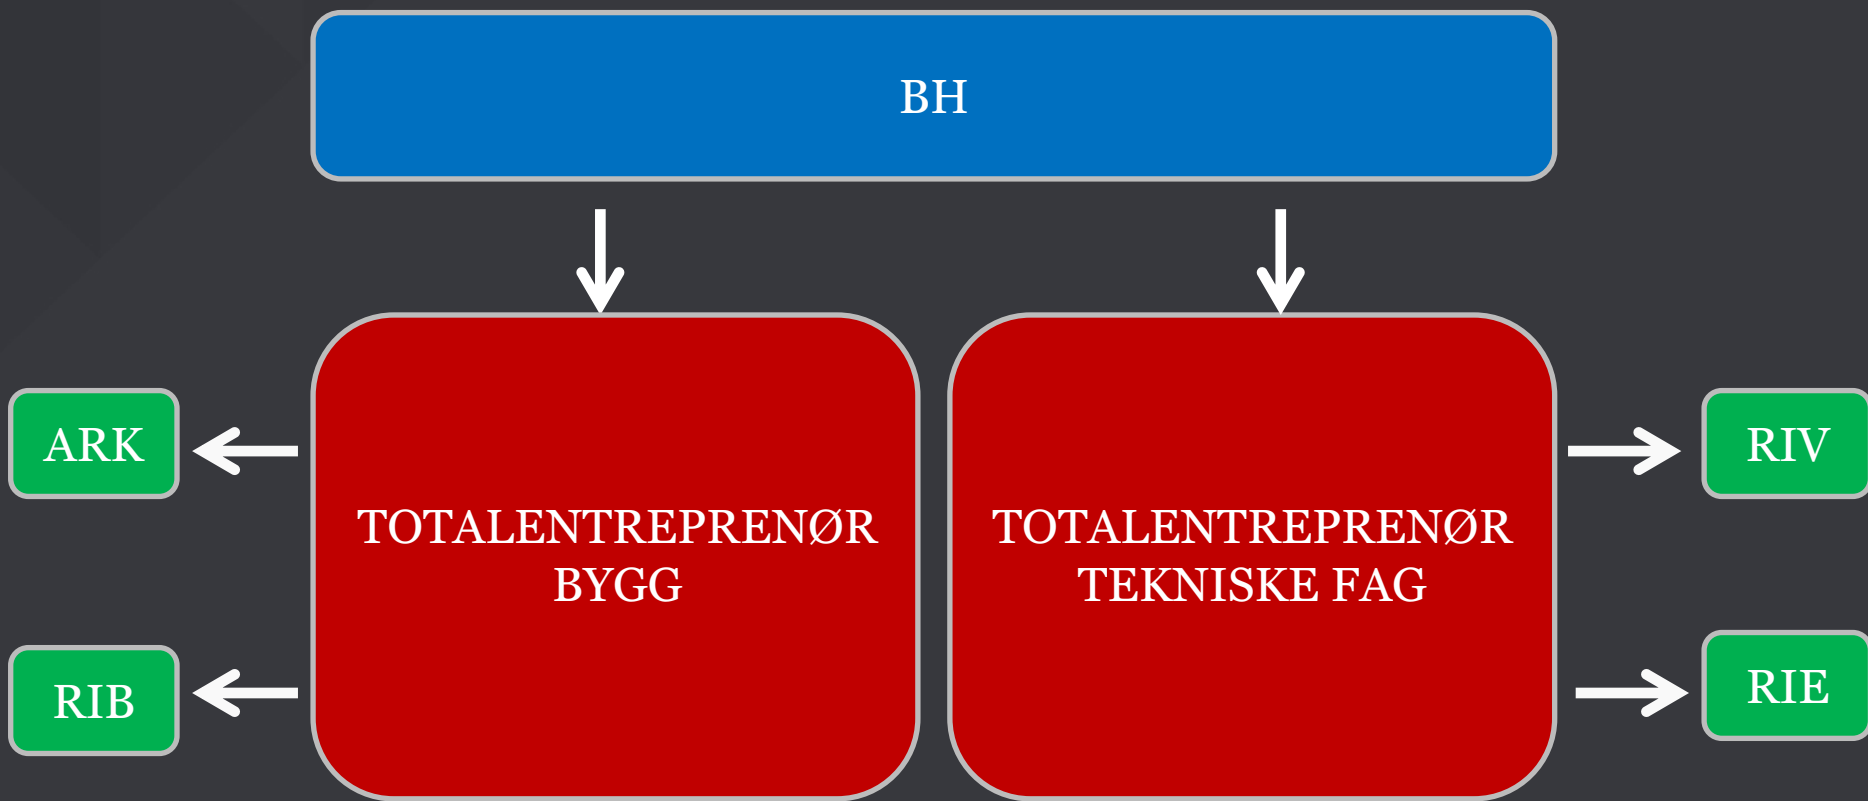 BH
ARK
TOTALENTREPRENØR
BYGG
RIB
TOTALENTREPRENØR
TEKNISKE FAG
RIV
RIE